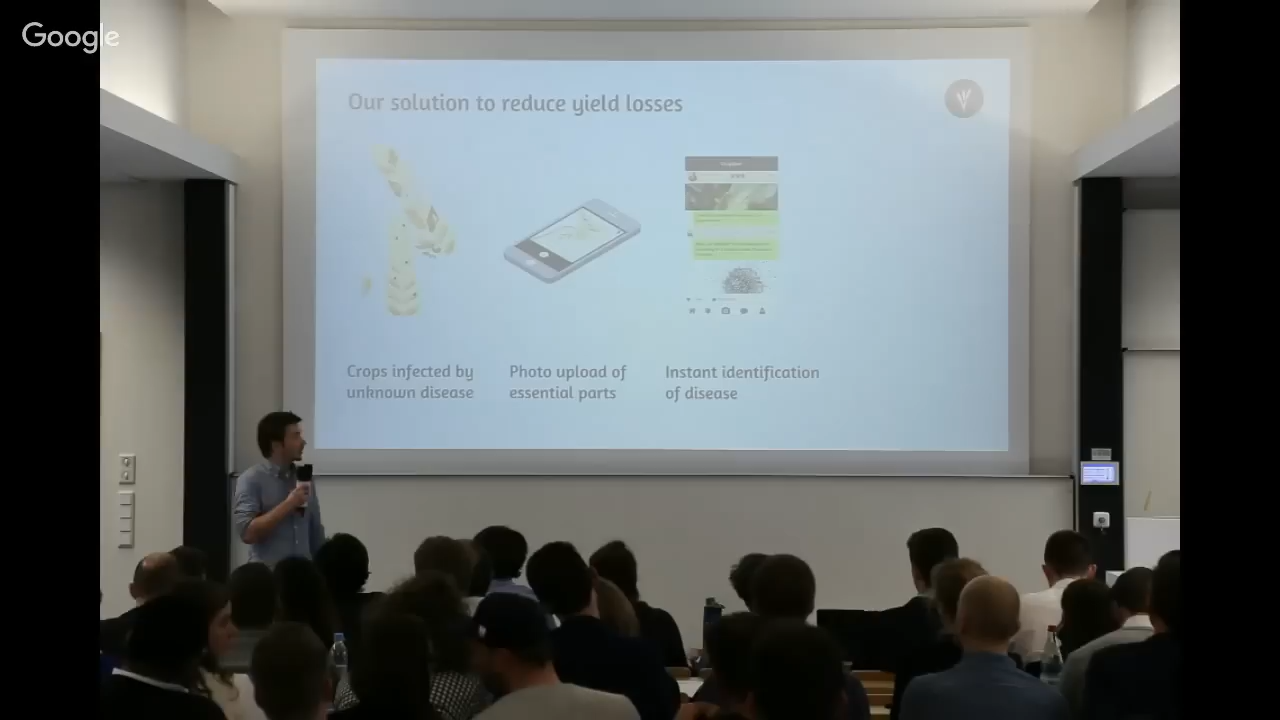 Google
Our solution to reduce yield losses
Crops infected by
unknown disease
Photo upload of
essential parts
Instant identification
of disease